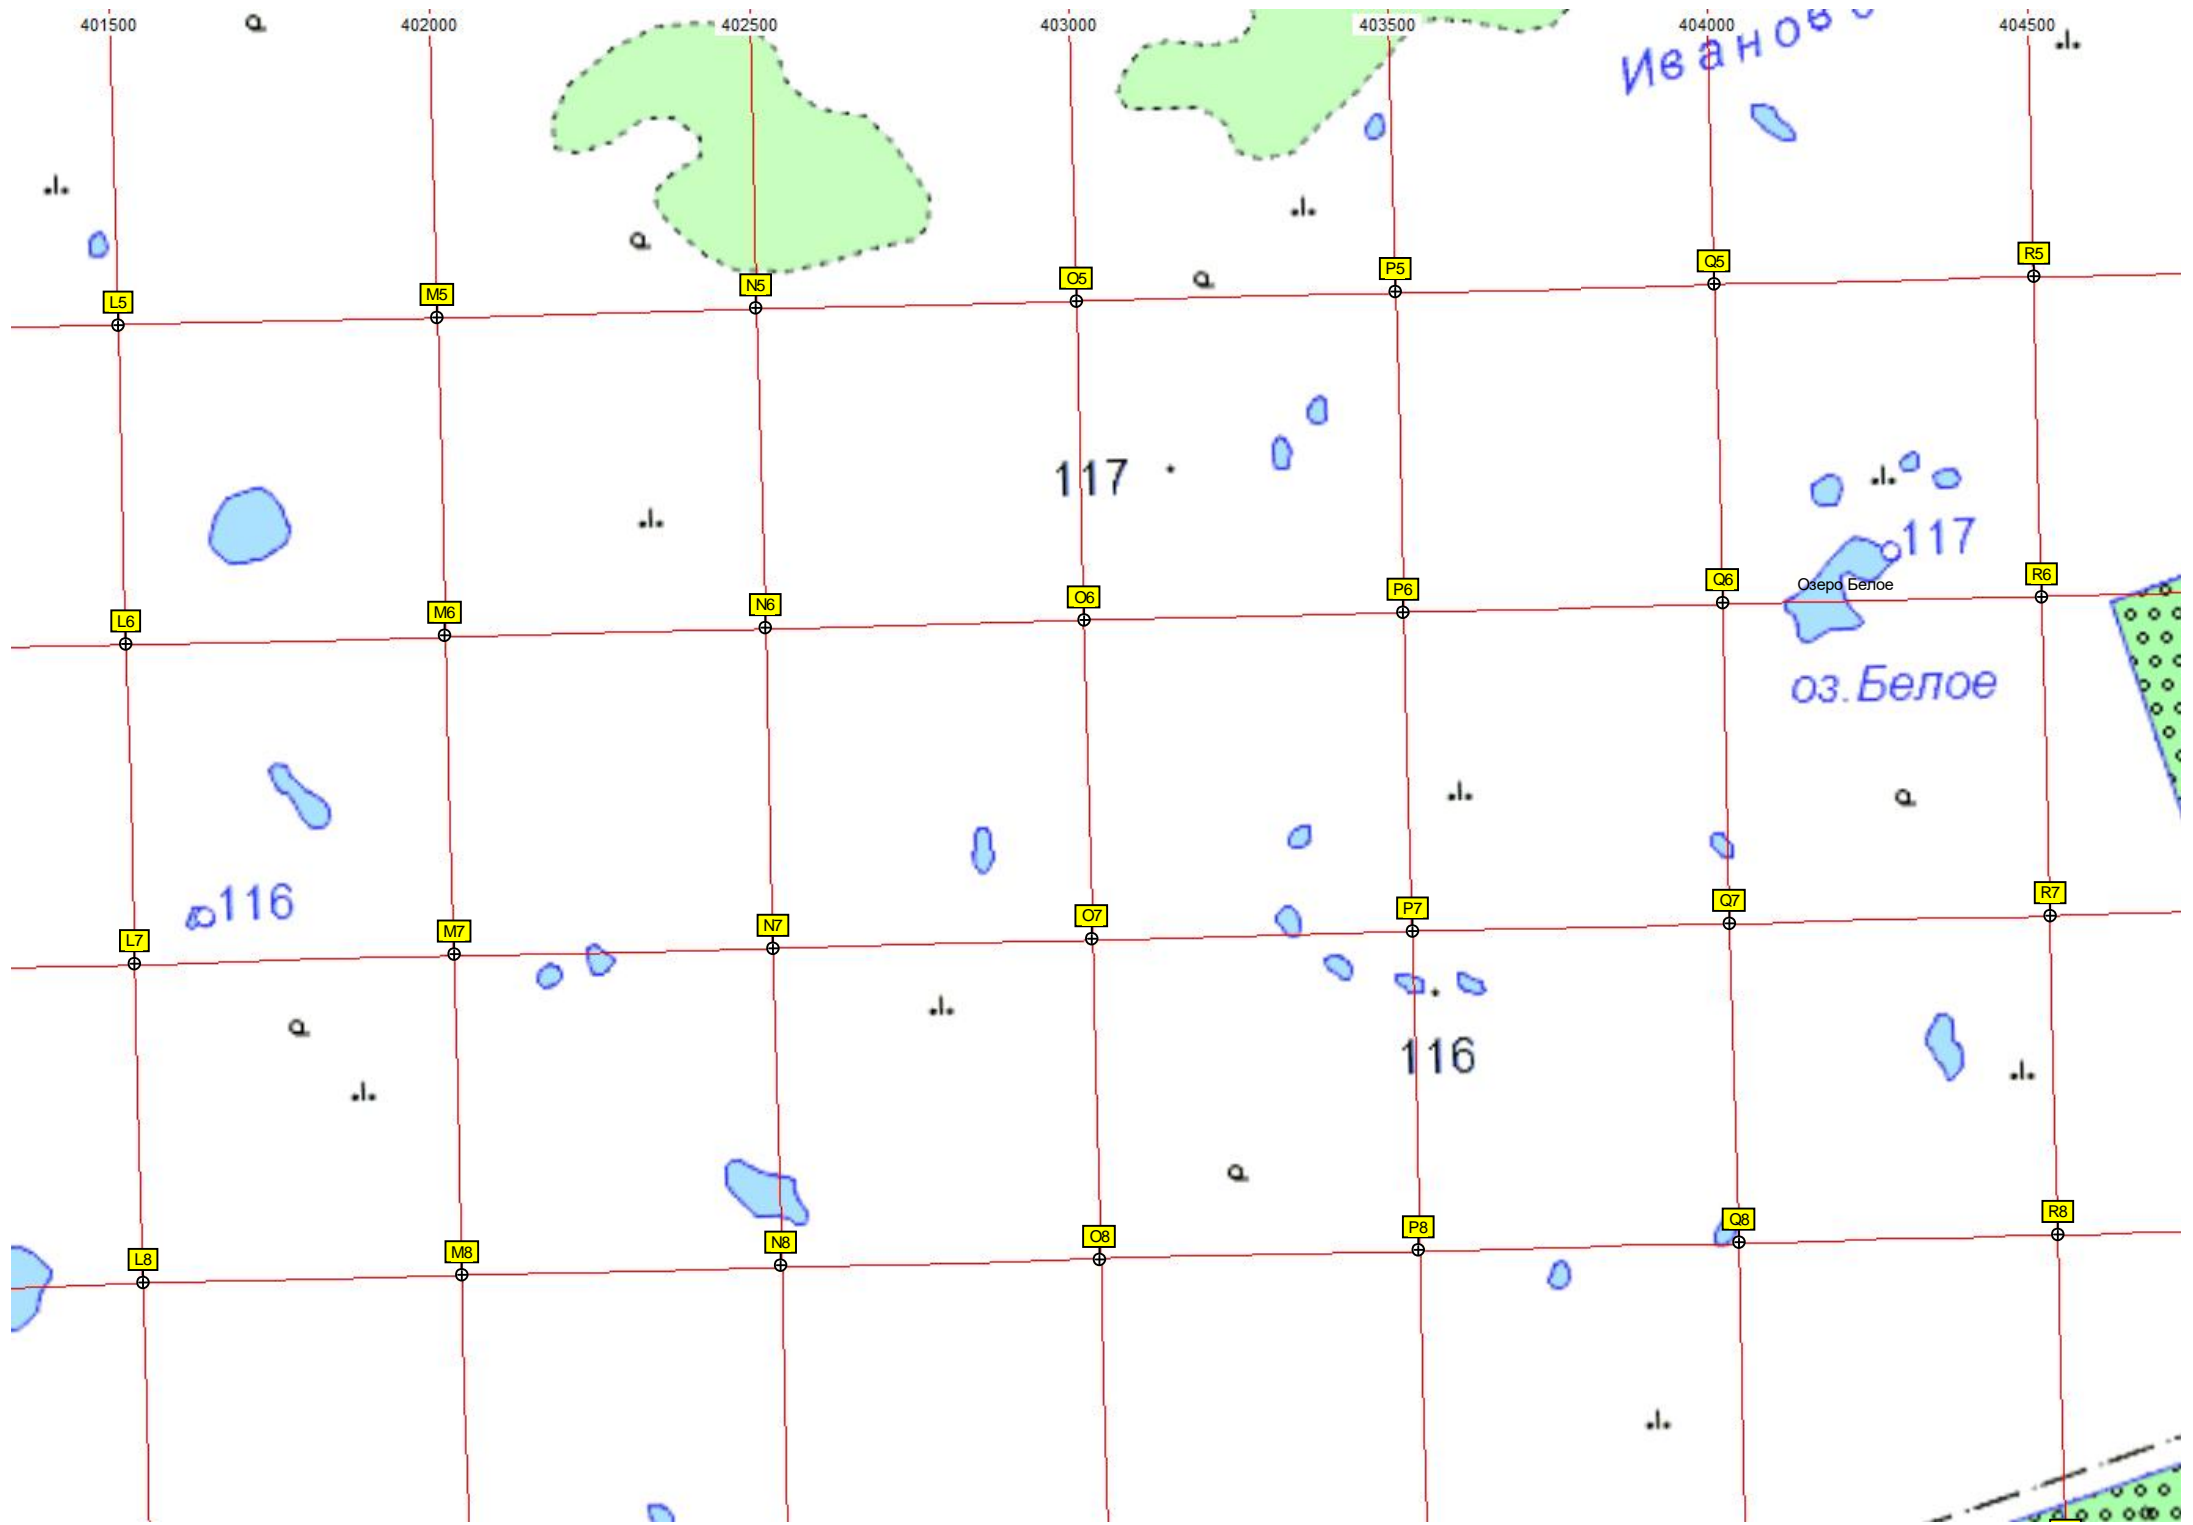 401500 402000 402500 403000 403500 404000 404500
Иванов
L5 M5 N5 O5 P5 Q5 R5
117
117
L6 M6 N6 O6 P6 Q6 R6
Озеро Белое
оз.Белое
116
L7 M7 N7 O7 P7 Q7 R7
116
L8 M8 N8 O8 P8 Q8 R8